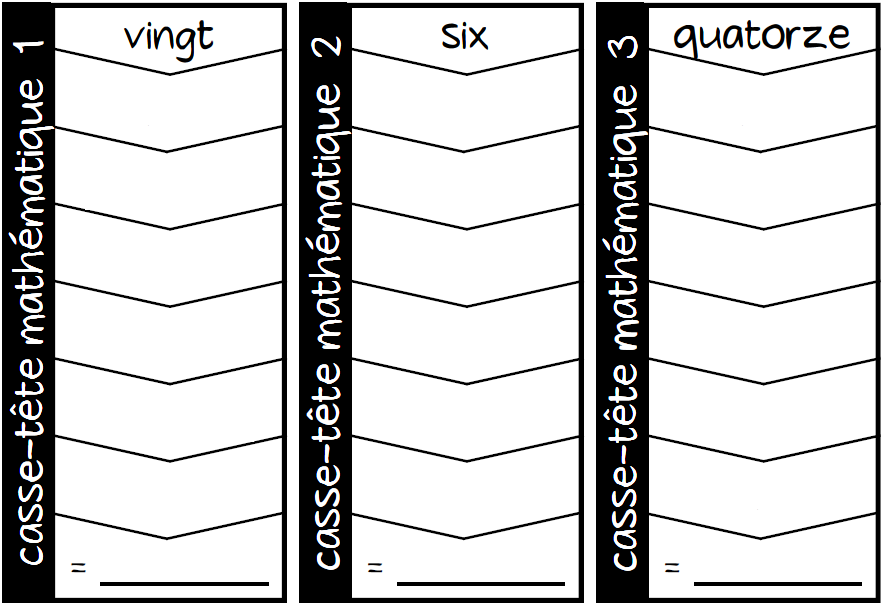 casse-tête mathématique 1
vingt
=
casse-tête mathématique 2
six
=
casse-tête mathématique 3
quatorze
=